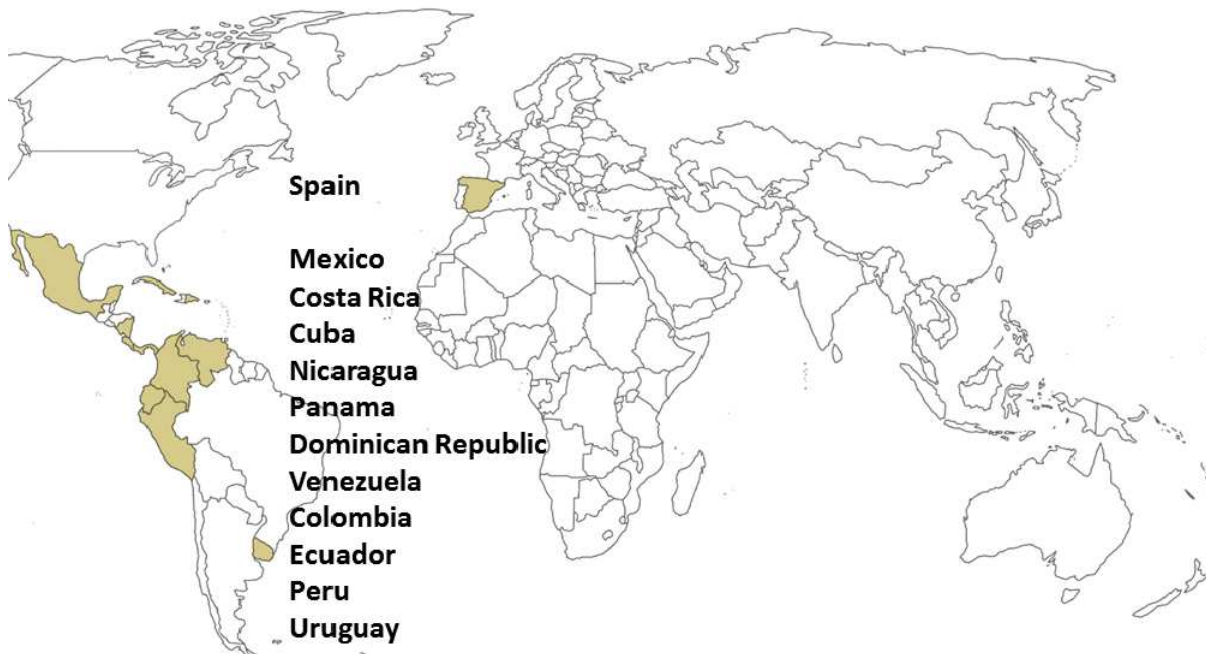 Spain
Mexico
Costa Rica
Cuba
Nicaragua
Panama
Dominican Republic
Venezuela
Colombia
Ecuador
Peru
Uruguay